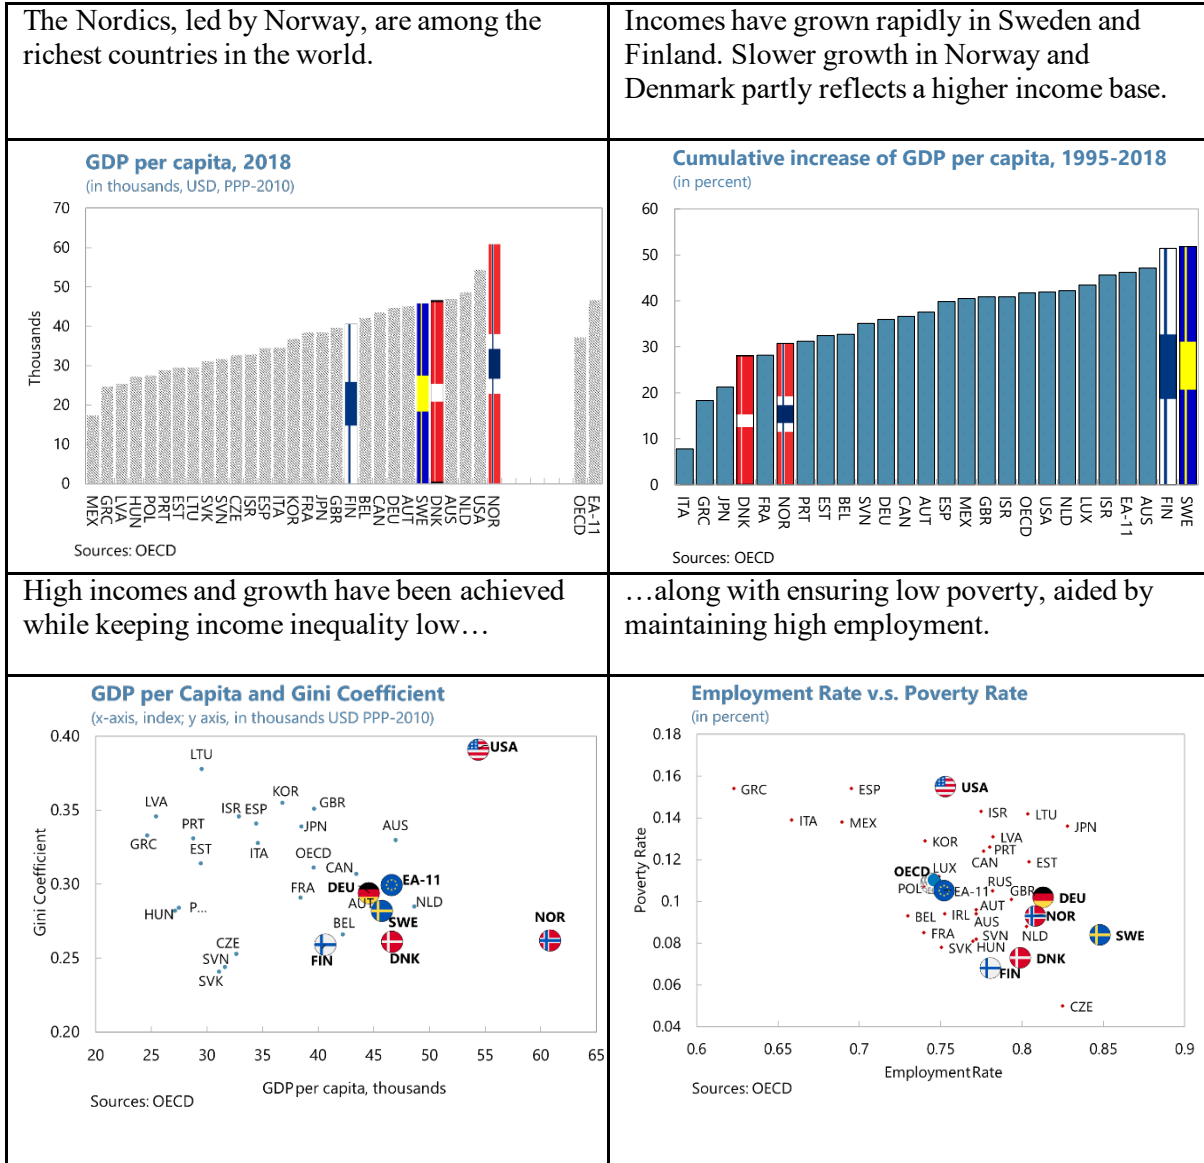 The Nordics, led by Norway, are among the
richest countries in the world.
Incomes have grown rapidly in Sweden and
Finland. Slower growth in Norway and
Denmark partly reflects a higher income base.
GDP per capita, 2018
(in thousands, USD, PPP-2010)
70
60
50
40
30
20
10
0
Thousands
MEX GRC LVA HUN POL PRT EST LTU SVK SVN CZE ISR ESP ITA KOR FRA JPN GBR FIN BEL CAN DEU AUT SWE DNK AUS NLD USA NOR OECD EA-11
Sources: OECD
Cumulative increase of GDP per capita, 1995-2018
(in percent)
60
50
40
30
20
10
0
ITA GRC JPN DNK FRA NOR PRT EST BEL SVN DEU CAN AUT ESP MEX GBR ISR OECD USA NLD LUX ISR EA-11 AUS FIN SWE
Sources: OECD
High incomes and growth have been achieved
while keeping income inequality low…
…along with ensuring low poverty, aided by
maintaining high employment.
GDP per Capita and Gini Coefficient
(x-axis, index; y axis, in thousands USD PPP-2010)
0.40
0.35
0.30
0.25
0.20
Gini Coefficient
USA
LTU
KOR
LVA
ISR ESP
GBR
PRT
JPN
AUS
GRC
EST
ITA
OECD
CAN
FRA
DEU
EA-11
AUT
NLD
HUN
P...
SWE
BEL
NOR
CZE
SVN
FIN
DNK
SVK
20 25 30 35 40 45 50 55 60 65
GDP per capita, thousands
Sources: OECD
Employment Rate v.s. Poverty Rate
(in percent)
0.18
0.16
0.14
0.12
0.10
0.08
0.06
0.04
Poverty Rate
GRC
ESP
USA
ITA
MEX
ISR
LTU
JPN
KOR
LVA
PRT
CAN
EST
OECD
LUX
POL
EA-11
RUS
GBR
DEU
BEL
IRL
AUT
AUS
NOR
FRA
SVN
NLD
SWE
SVK
HUN
FIN
DNK
CZE
0.6 0.65 0.7 0.75 0.8 0.85 0.9
Employment Rate
Sources: OECD